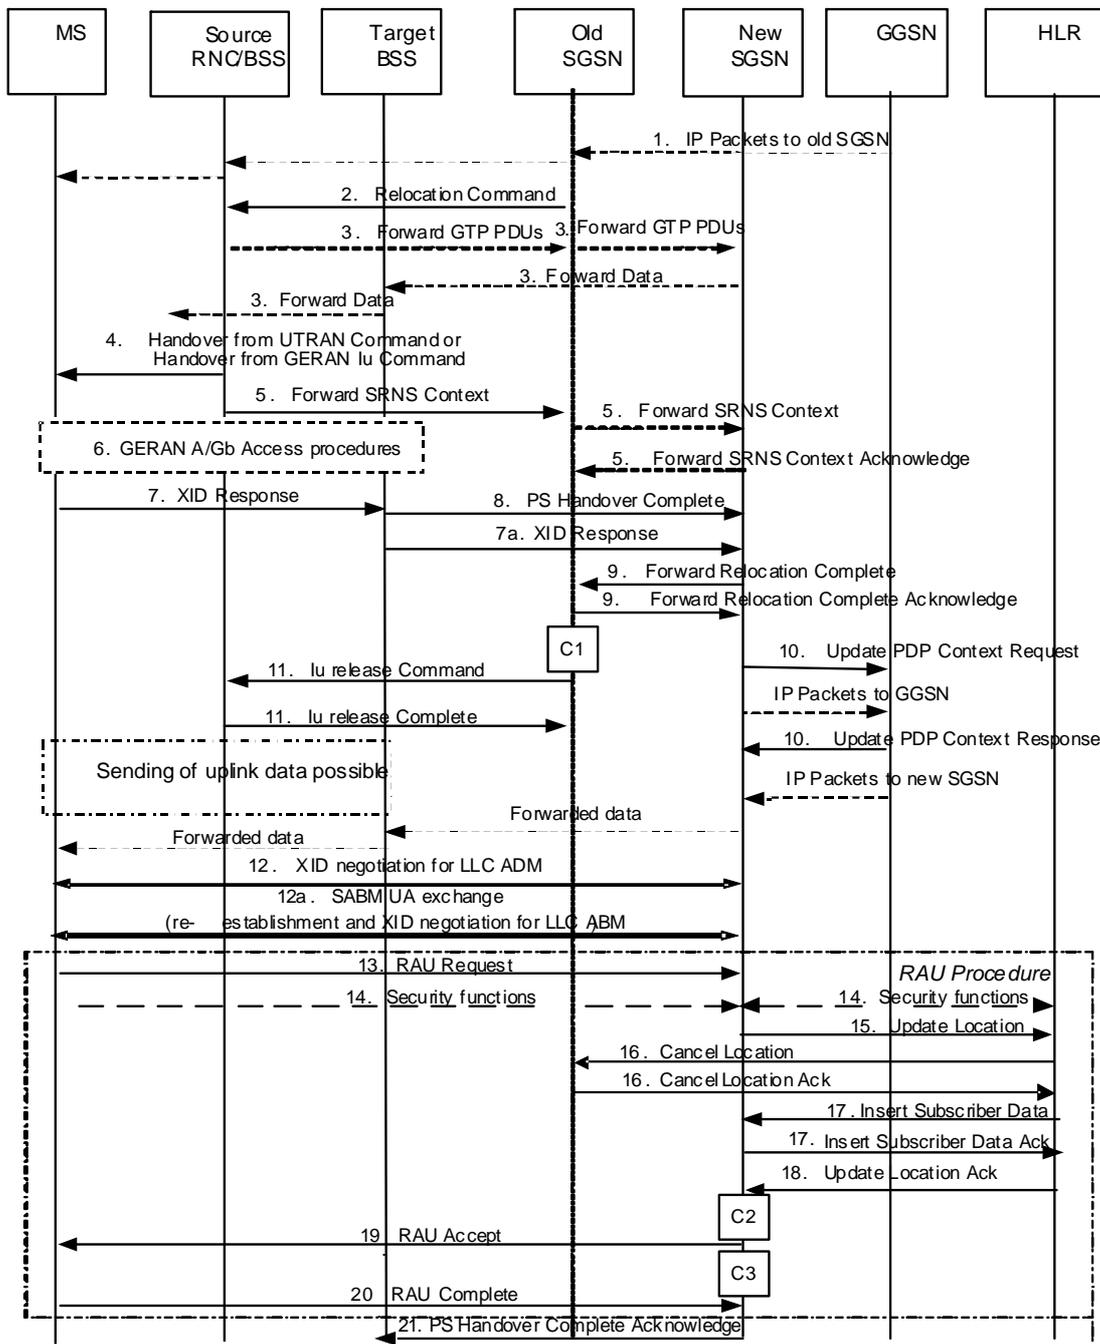 MS
Source
RNC/BSS
Target
BSS
Old
SGSN
New
SGSN
GGSN
HLR
1. IP Packets to old SGSN
2. Relocation Command
3. Forward GTP PDUs
3. Forward GTP PDUs
3. Forward Data
3. Forward Data
4. Handover from UTRAN Command or
Handover from GERAN Iu Command
5. Forward SRNS Context
5. Forward SRNS Context
6. GERAN A/Gb Access procedures
5. Forward SRNS Context Acknowledge
7. XID Response
8. PS Handover Complete
7a. XID Response
9. Forward Relocation Complete
9. Forward Relocation Complete Acknowledge
C1
10. Update PDP Context Request
11. Iu release Command
IP Packets to GGSN
11. Iu release Complete
10. Update PDP Context Response
Sending of uplink data possible
IP Packets to new SGSN
Forwarded data
Forwarded data
12. XID negotiation for LLC ADM
12a. SABM UA exchange
(re- establishment and XID negotiation for LLC ABM)
13. RAU Request
RAU Procedure
14. Security functions
14. Security functions
15. Update Location
16. Cancel Location
16. Cancel Location Ack
17. Insert Subscriber Data
17. Insert Subscriber Data Ack
18. Update Location Ack
C2
19 RAU Accept
C3
20 RAU Complete
21. PS Handover Complete Acknowledge